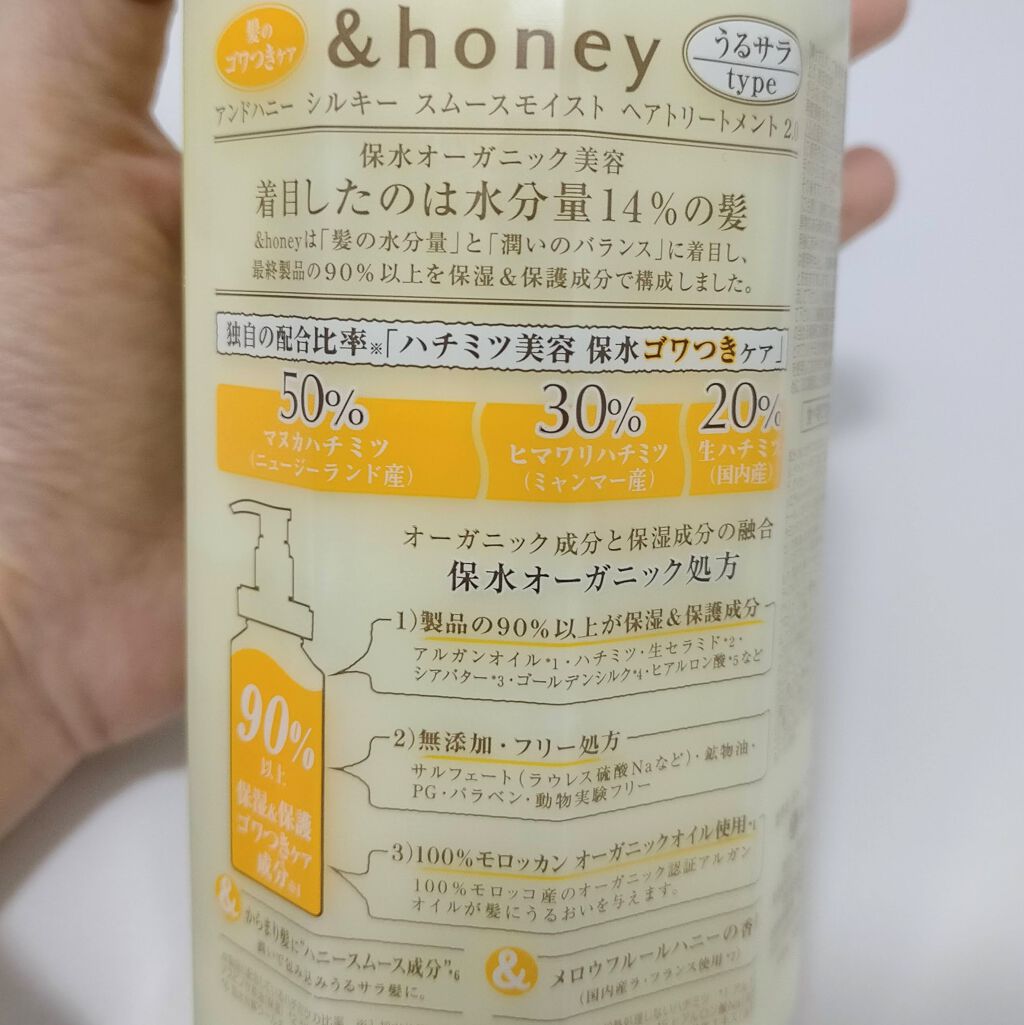 髪の
ゴワつきケア
&honey
うるサラ
type
アンドハニー シルキー スムースモイスト ヘアトリートメント 2.0
保水オーガニック美容
着目したのは水分量14%の髪
&honeyは「髪の水分量」と「潤いのバランス」に着目し、
最終製品の90%以上を保湿&保護成分で構成しました。
独自の配合比率※「ハチミツ美容 保水ゴワつきケア」
50%
マヌカハチミツ
(ニュージーランド産)
30%
ヒマワリハチミツ
(ミャンマー産)
20%
生ハチミツ
(国内産)
オーガニック成分と保湿成分の融合
保水オーガニック処方
1)製品の90%以上が保湿&保護成分
アルガンオイル*1・ハチミツ・生セラミド*2・
シアバター*3・ゴールデンシルク*4・ヒアルロン酸*5など
2)無添加・フリー処方
サルフェート(ラウレス硫酸Naなど)・鉱物油・
PG・パラベン・動物実験フリー
3)100%モロッカン オーガニックオイル使用*1
100%モロッコ産のオーガニック認証アルガン
オイルが髪にうるおいを与えます。
90%
以上
保湿&保護
ゴワつきケア
成分
&
からまり髪に"ハニースムース成分"*6
包み込みうるサラ髪に。
&
メロウフルールハニーの香り
(国内産ラ・フランス使用*7)